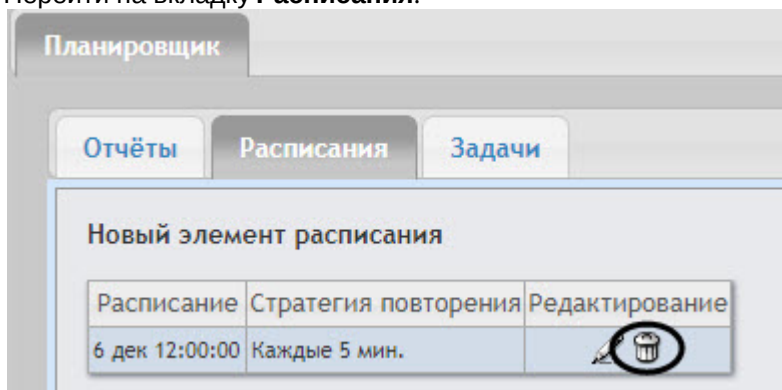 Перейти на вкладку Расписания.
Планировщик
Отчёты Расписания Задачи
Новый элемент расписания
Расписание Стратегия повторения Редактирование
6 дек 12:00:00 Каждые 5 мин.